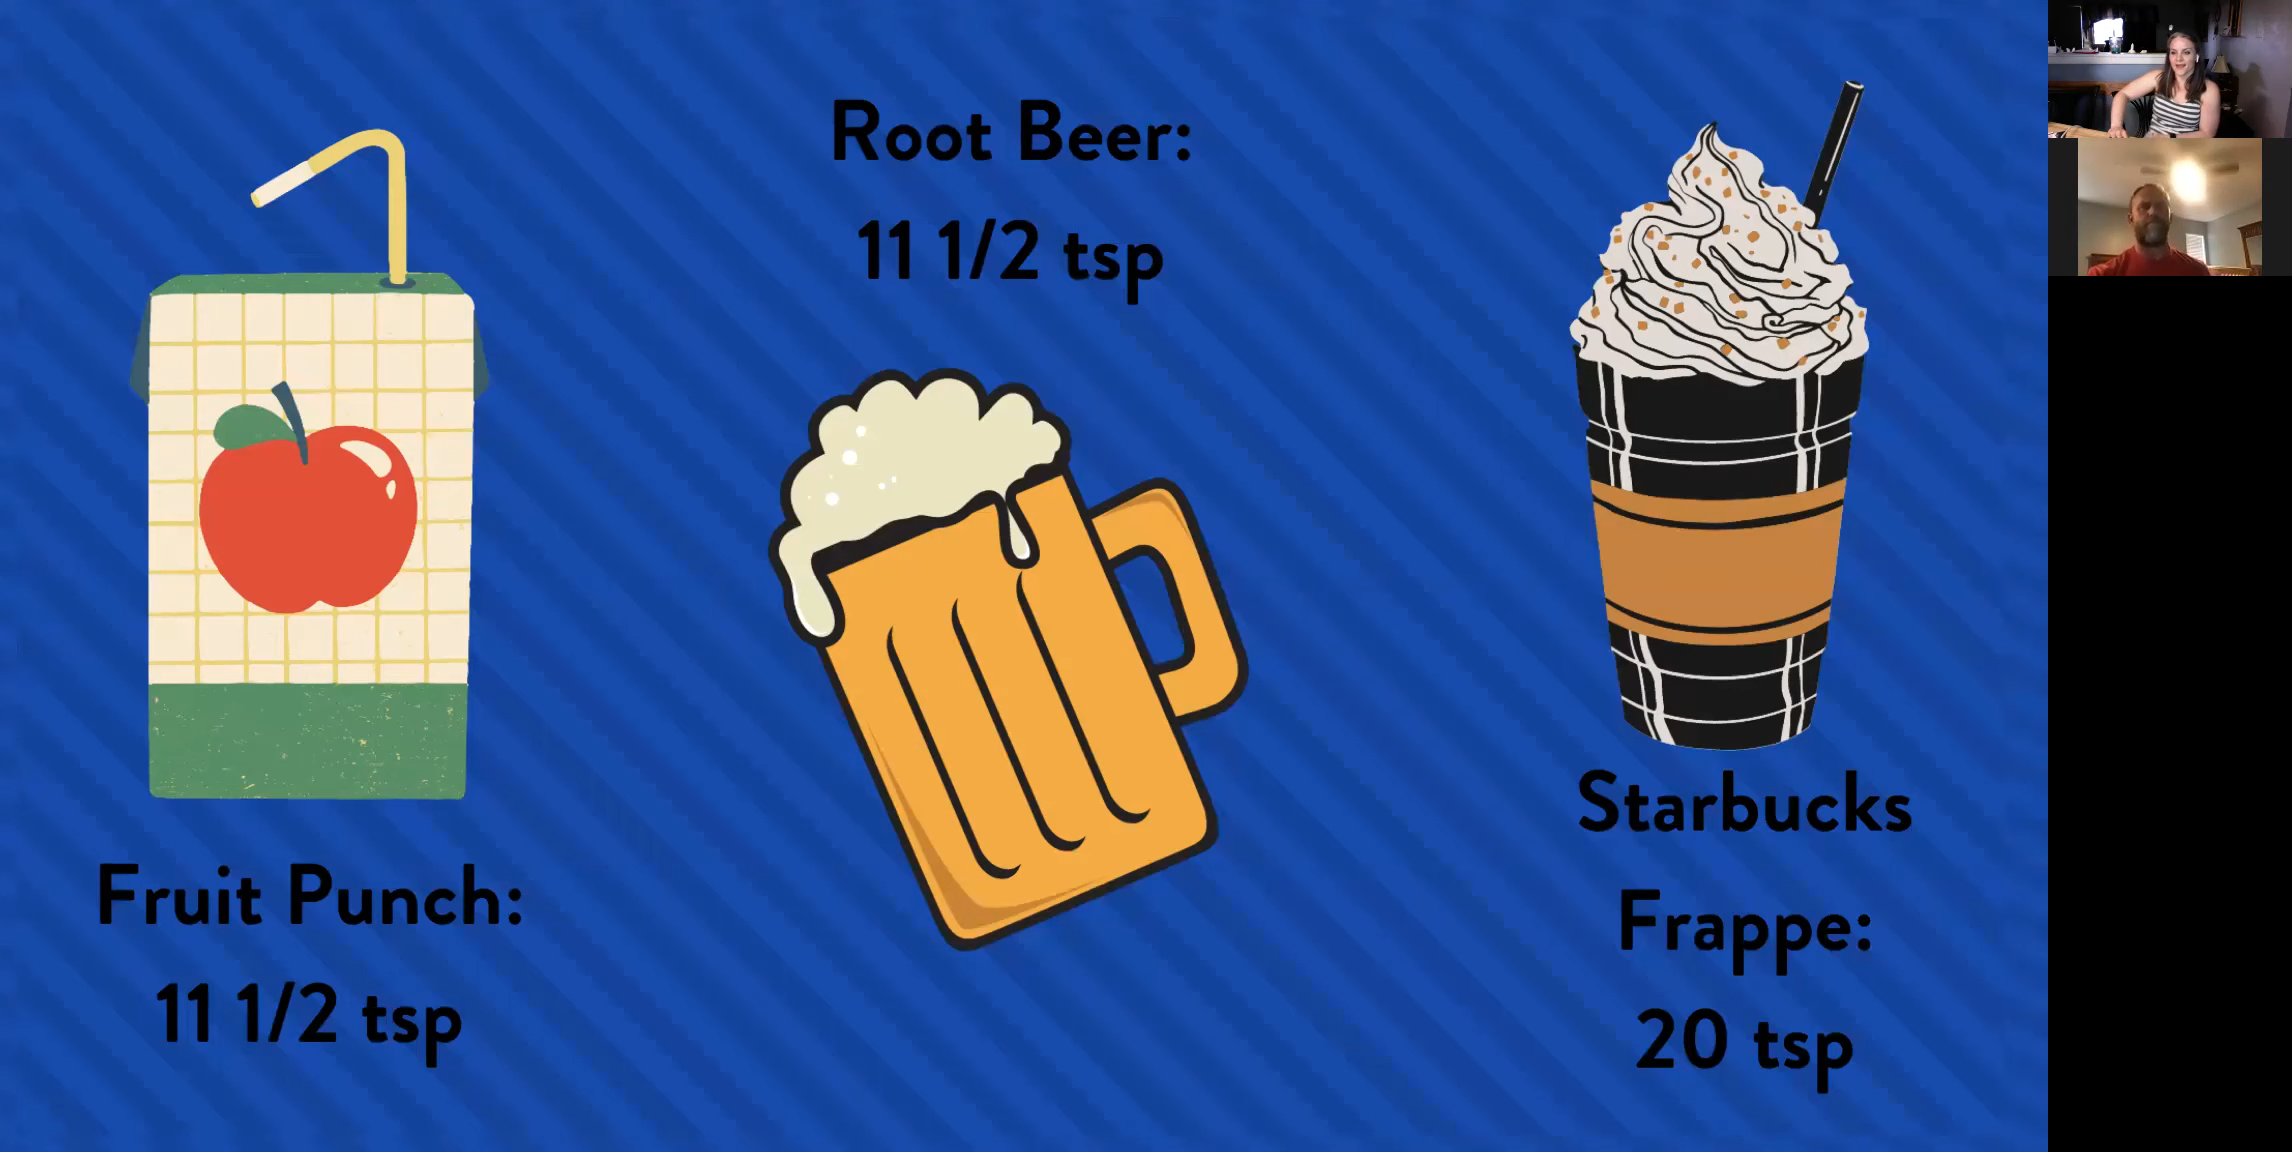 Fruit Punch:
11 1/2 tsp
Root Beer:
11 1/2 tsp
Starbucks
Frappe:
20 tsp